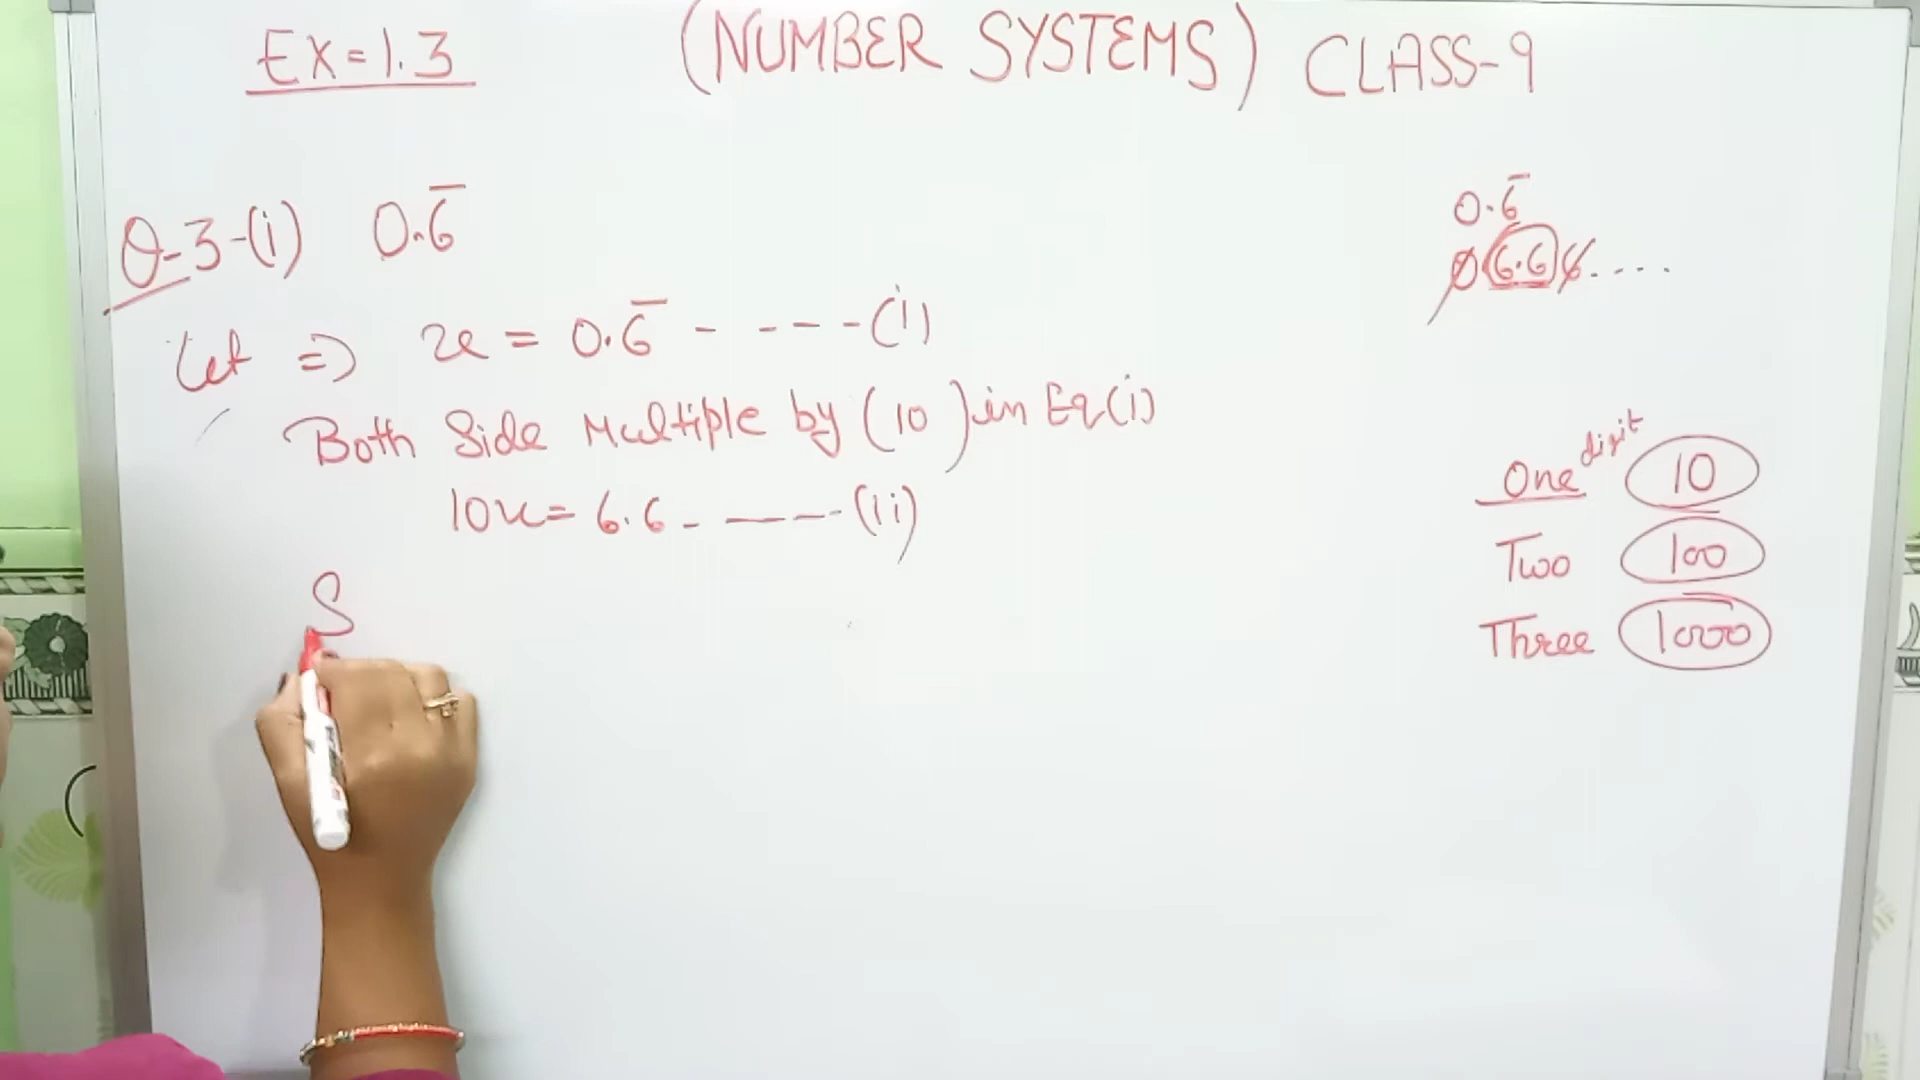 EX=1.3 (NUMBER SYSTEMS) CLASS-9
Q-3-(i) 0.6̅
Let => x = 0.6̅ - - - - -(i)
Both Side Multiple by (10) in Eq(i)
10x = 6.6 - - - - -(ii)
S
0.6̅
0 6.6 6 ....
One digit 10
Two 100
Three 1000